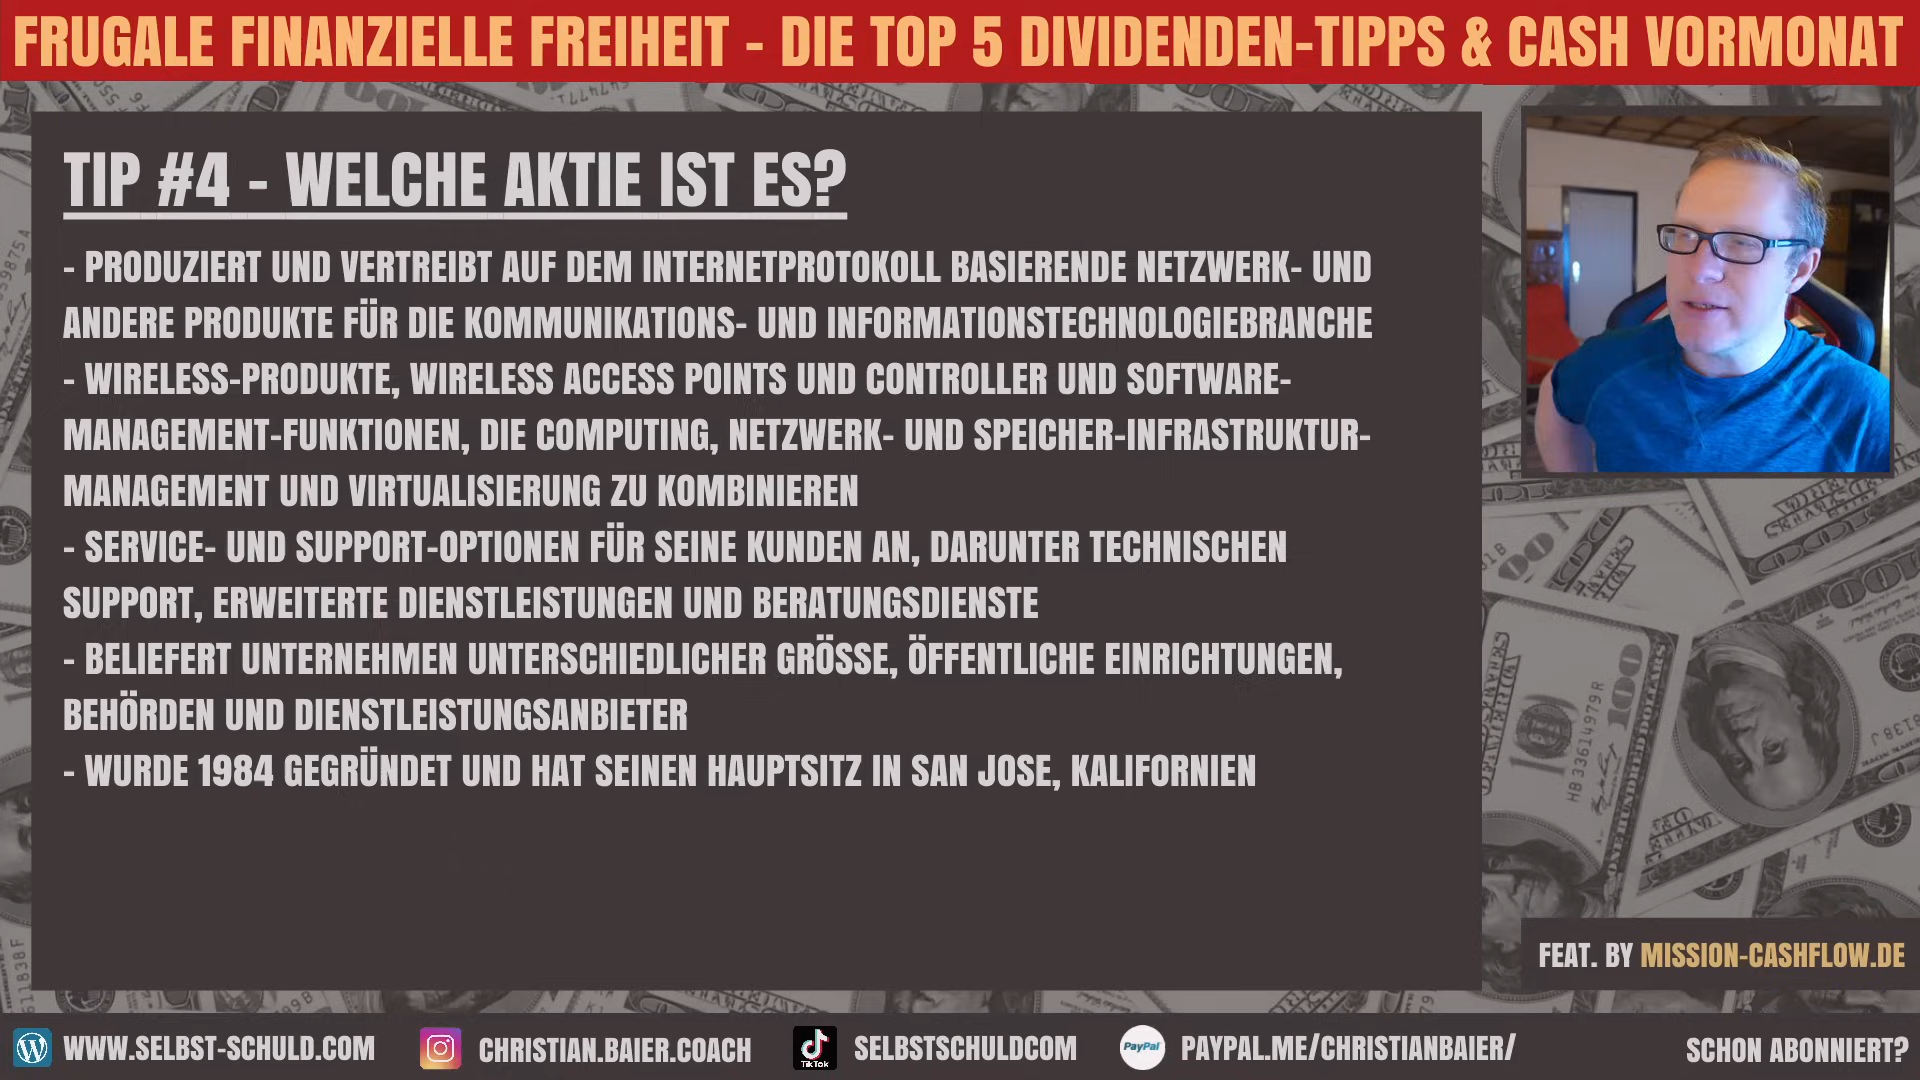 FRUGALE FINANZIELLE FREIHEIT - DIE TOP 5 DIVIDENDEN-TIPPS & CASH VORMONAT
TIP #4 - WELCHE AKTIE IST ES?
- PRODUZIERT UND VERTREIBT AUF DEM INTERNETPROTOKOLL BASIERENDE NETZWERK- UND
ANDERE PRODUKTE FÜR DIE KOMMUNIKATIONS- UND INFORMATIONSTECHNOLOGIEBRANCHE
- WIRELESS-PRODUKTE, WIRELESS ACCESS POINTS UND CONTROLLER UND SOFTWARE-
MANAGEMENT-FUNKTIONEN, DIE COMPUTING, NETZWERK- UND SPEICHER-INFRASTRUKTUR-
MANAGEMENT UND VIRTUALISIERUNG ZU KOMBINIEREN
- SERVICE- UND SUPPORT-OPTIONEN FÜR SEINE KUNDEN AN, DARUNTER TECHNISCHEN
SUPPORT, ERWEITERTE DIENSTLEISTUNGEN UND BERATUNGSDIENSTE
- BELIEFERT UNTERNEHMEN UNTERSCHIEDLICHER GRÖSSE, ÖFFENTLICHE EINRICHTUNGEN,
BEHÖRDEN UND DIENSTLEISTUNGSANBIETER
- WURDE 1984 GEGRÜNDET UND HAT SEINEN HAUPTSITZ IN SAN JOSE, KALIFORNIEN
HB33614979R
FEAT. BY MISSION-CASHFLOW.DE
WWW.SELBST-SCHULD.COM
CHRISTIAN.BAIER.COACH
TikTok
SELBSTSCHULDCOM
PayPal
PAYPAL.ME/CHRISTIANBAIER/
SCHON ABONNIERT?